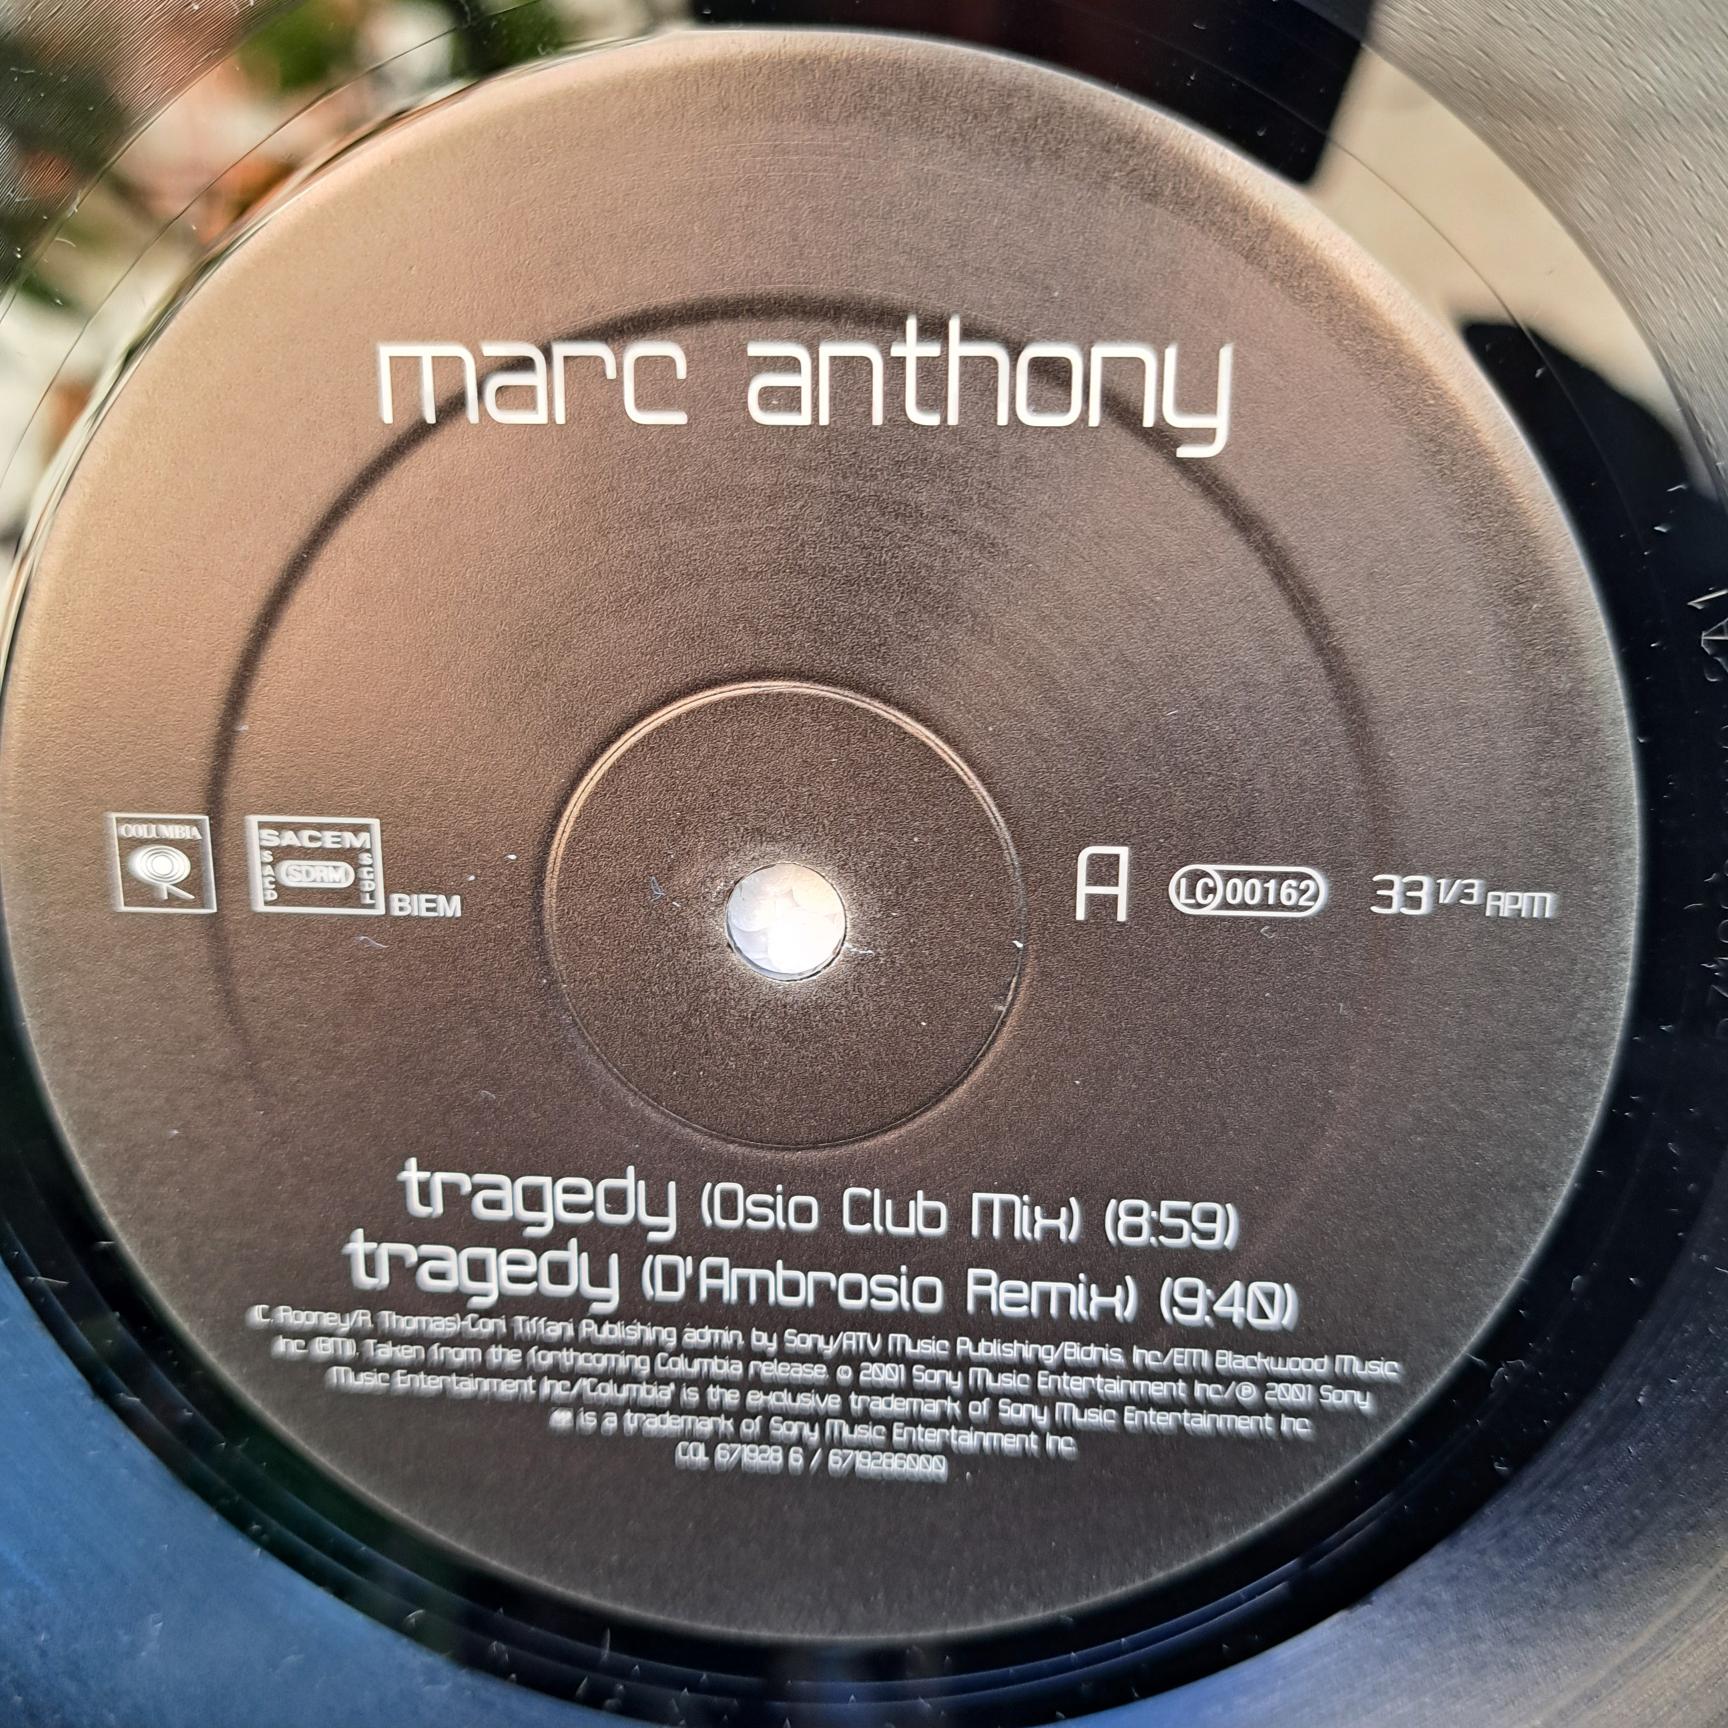 marc anthony
COLUMBIA
SACEM
SACD
SDRM
SGDL
BIEM
A
LC 00162
33 1/3 RPM
tragedy (Osio Club Mix) (8:59)
tragedy (D'Ambrosio Remix) (9:40)
(C. Rooney/R. Thomas)-Cori Tiffani Publishing admin. by Sony/ATV Music Publishing/Bidnis, Inc/EMI Blackwood Music
Inc (BMI). Taken from the forthcoming Columbia release. © 2001 Sony Music Entertainment Inc/℗ 2001 Sony
Music Entertainment Inc/"Columbia" is the exclusive trademark of Sony Music Entertainment Inc
is a trademark of Sony Music Entertainment Inc
COL 671928 6 / 6719286000